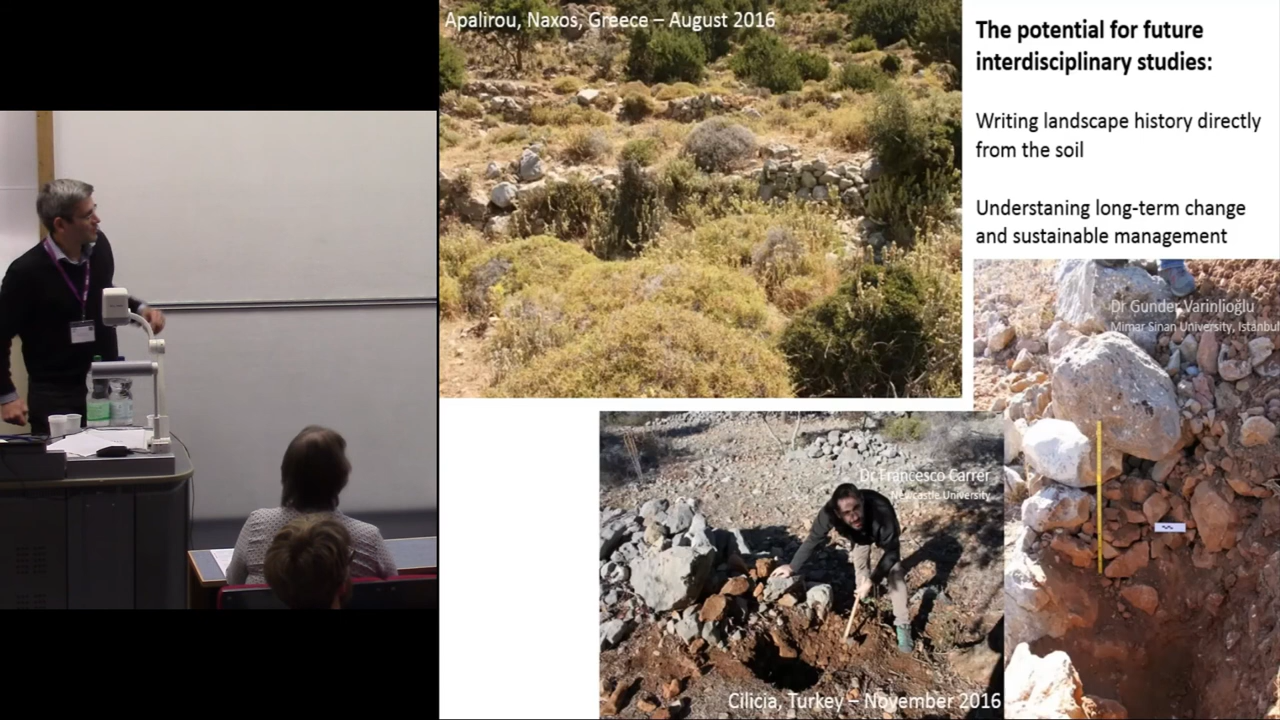 Apalirou, Naxos, Greece – August 2016
The potential for future
interdisciplinary studies:
Writing landscape history directly
from the soil
Understaning long-term change
and sustainable management
Dr Gunder Varinlioğlu
Mimar Sinan University, Istanbul
Dr Francesco Carrer
Newcastle University
Cilicia, Turkey – November 2016